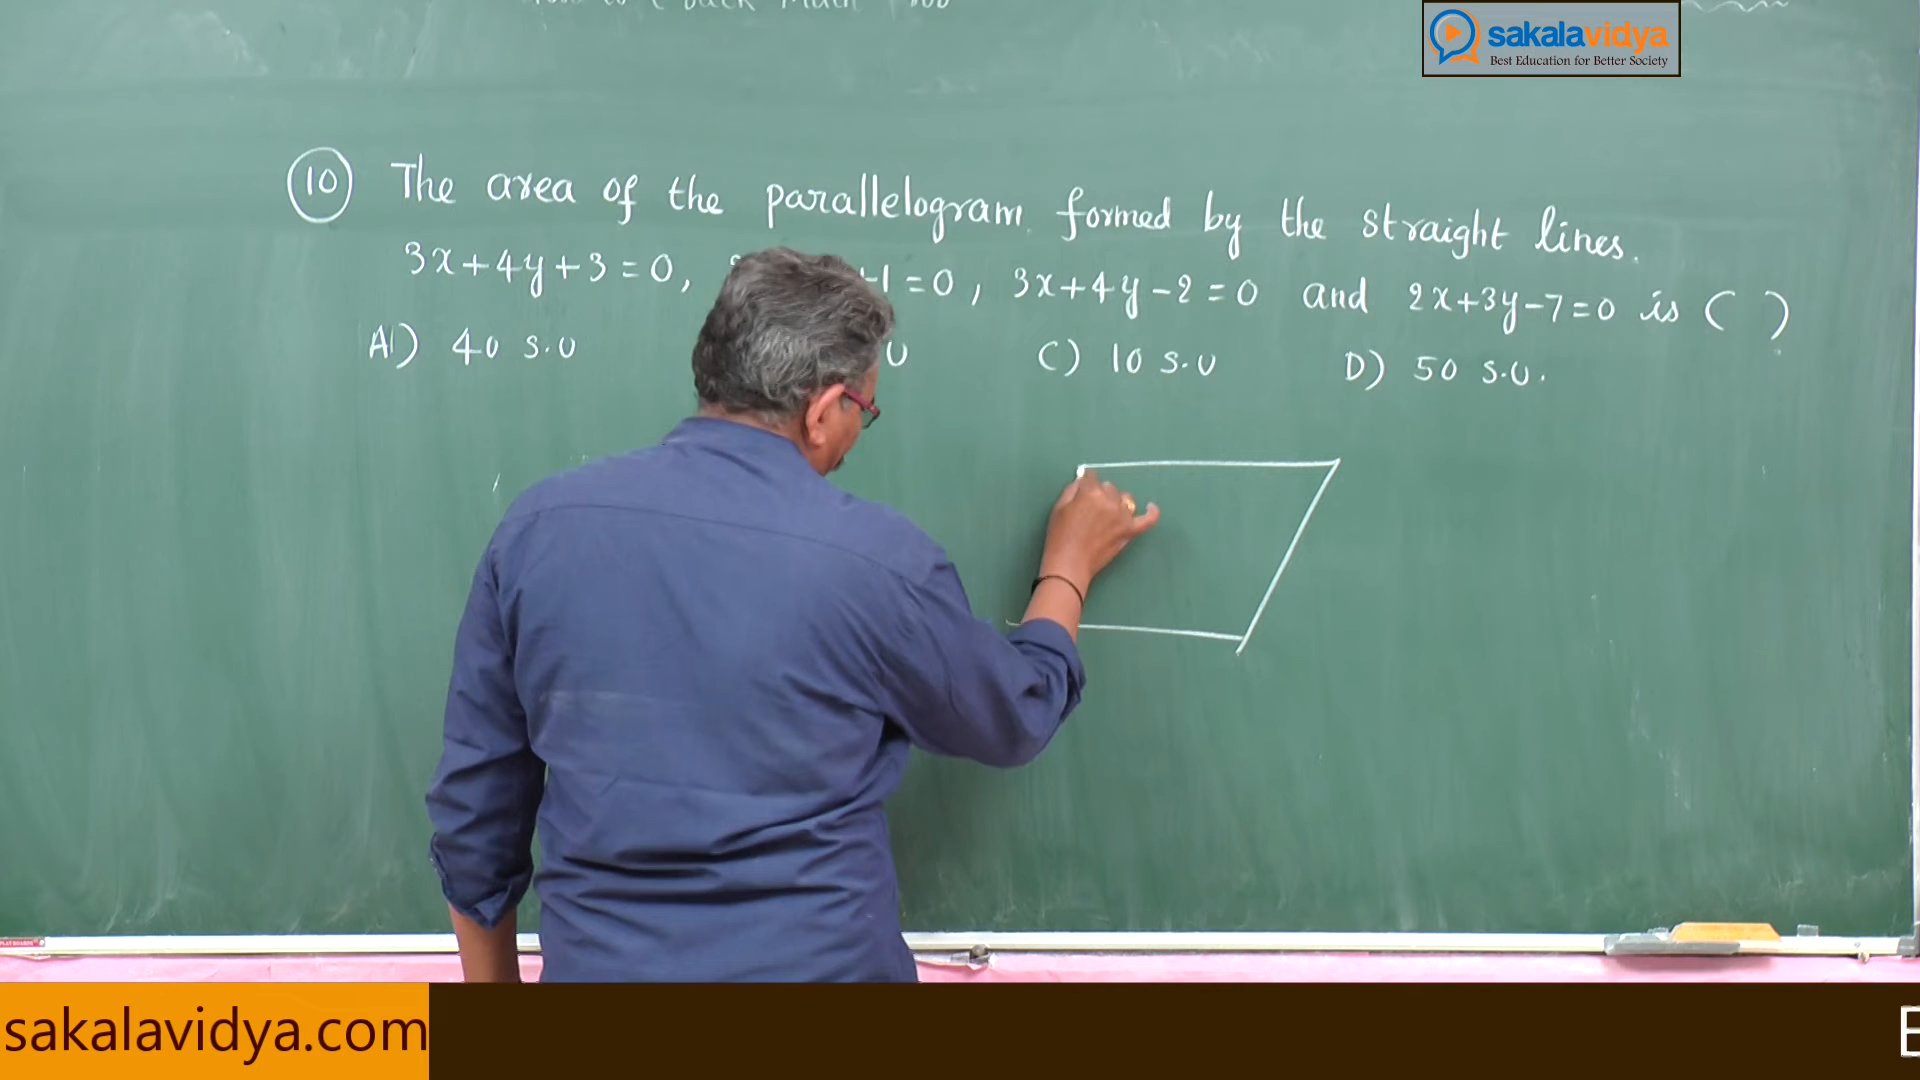 sakalavidya
Best Education for Better Society
10 The area of the parallelogram formed by the straight lines.
3x+4y+3=0, 1=0, 3x+4y-2=0 and 2x+3y-7=0 is ( )
A) 40 s.u U C) 10 s.u D) 50 s.u.
sakalavidya.com